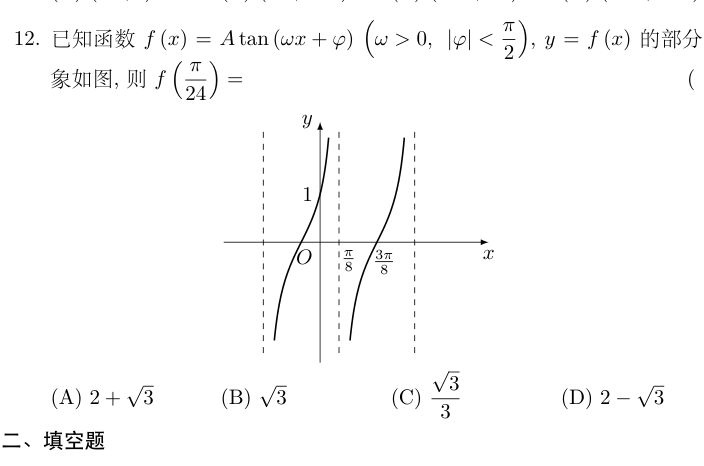 12. 已知函数 f(x) = A tan(ωx + φ) (ω > 0, |φ| < π/2), y = f(x) 的部分
象如图, 则 f(π/24) = (
y
1
O π/8 3π/8 x
(A) 2 + √3 (B) √3 (C) √3/3 (D) 2 − √3
二、填空题